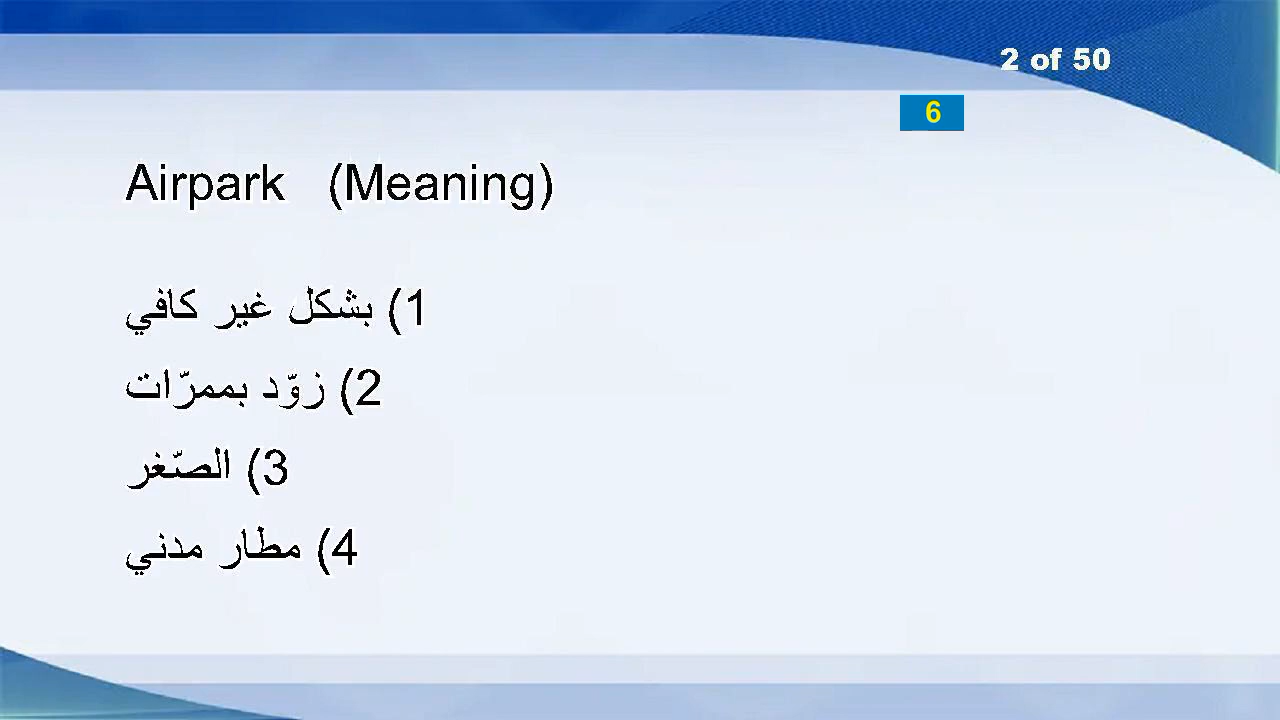 2 of 50
6
Airpark (Meaning)
1) بشكل غير كافي
2) زوّد بممرّات
3) الصّغر
4) مطار مدني